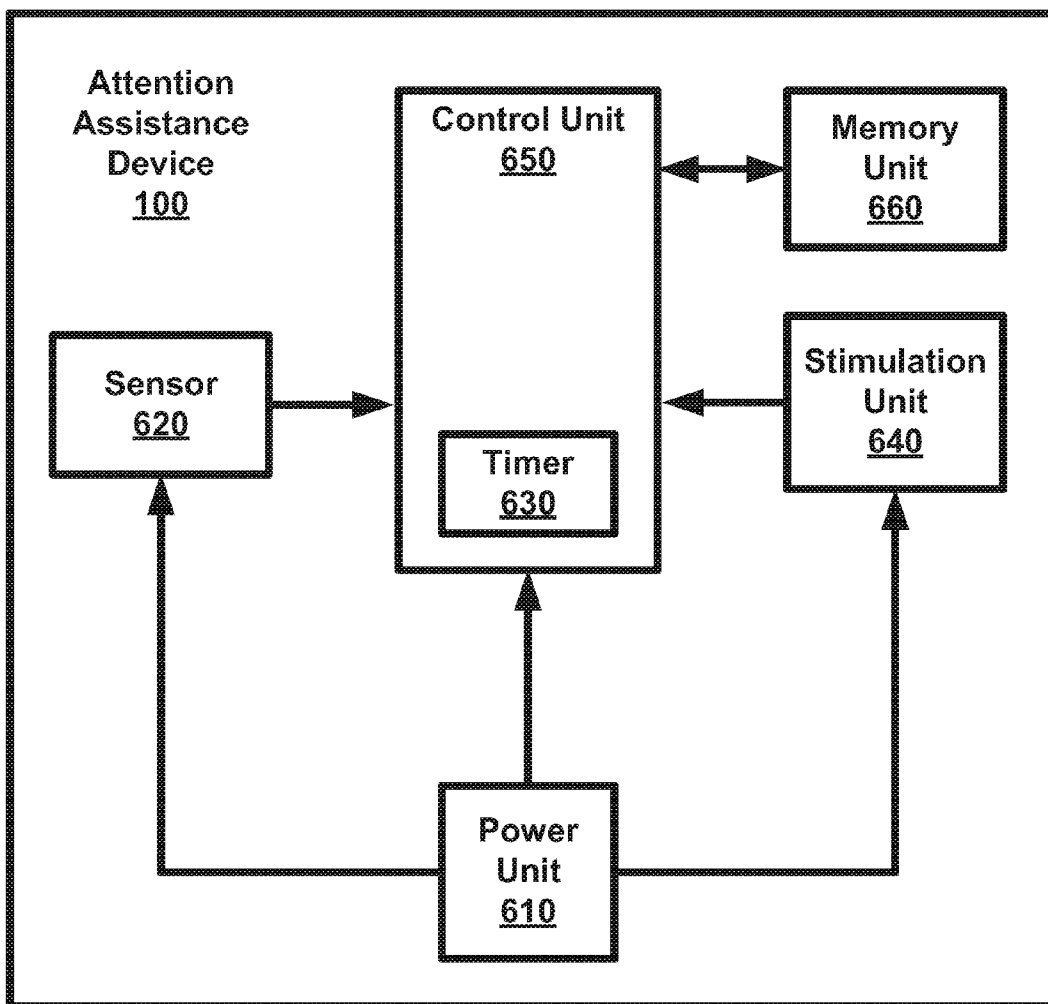 Attention
Assistance
Device
100
Control Unit
650
Memory
Unit
660
Sensor
620
Stimulation
Unit
640
Timer
630
Power
Unit
610